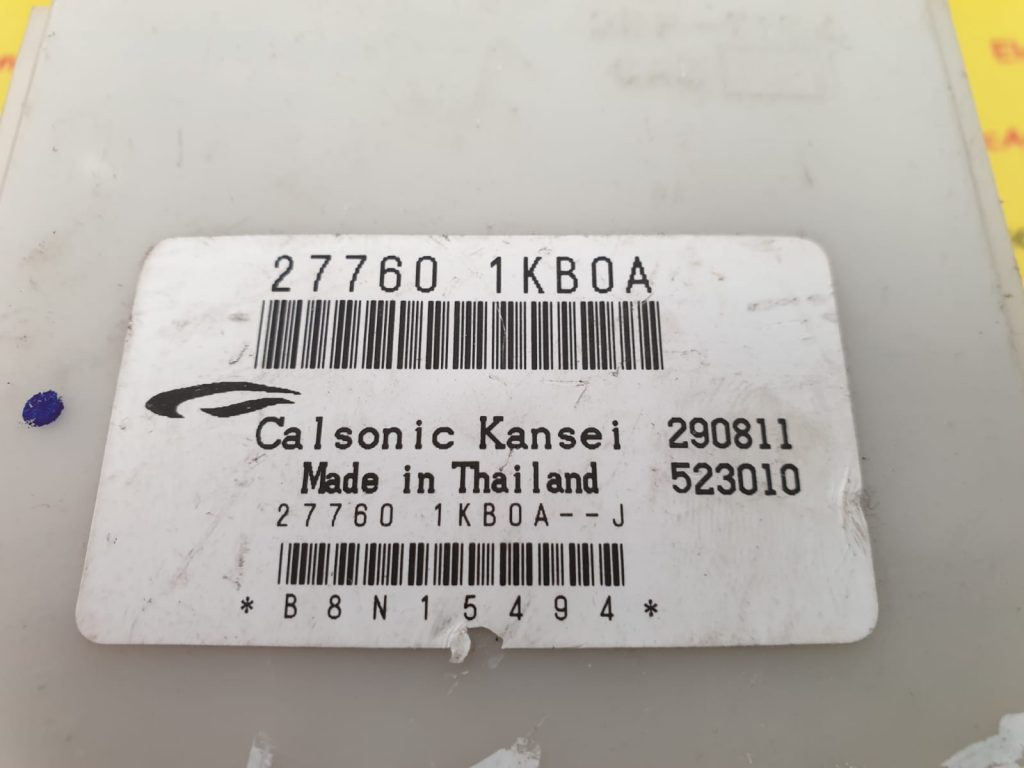 27760 1KB0A
Calsonic Kansei 290811
Made in Thailand 523010
27760 1KB0A--J
*B8N15494*